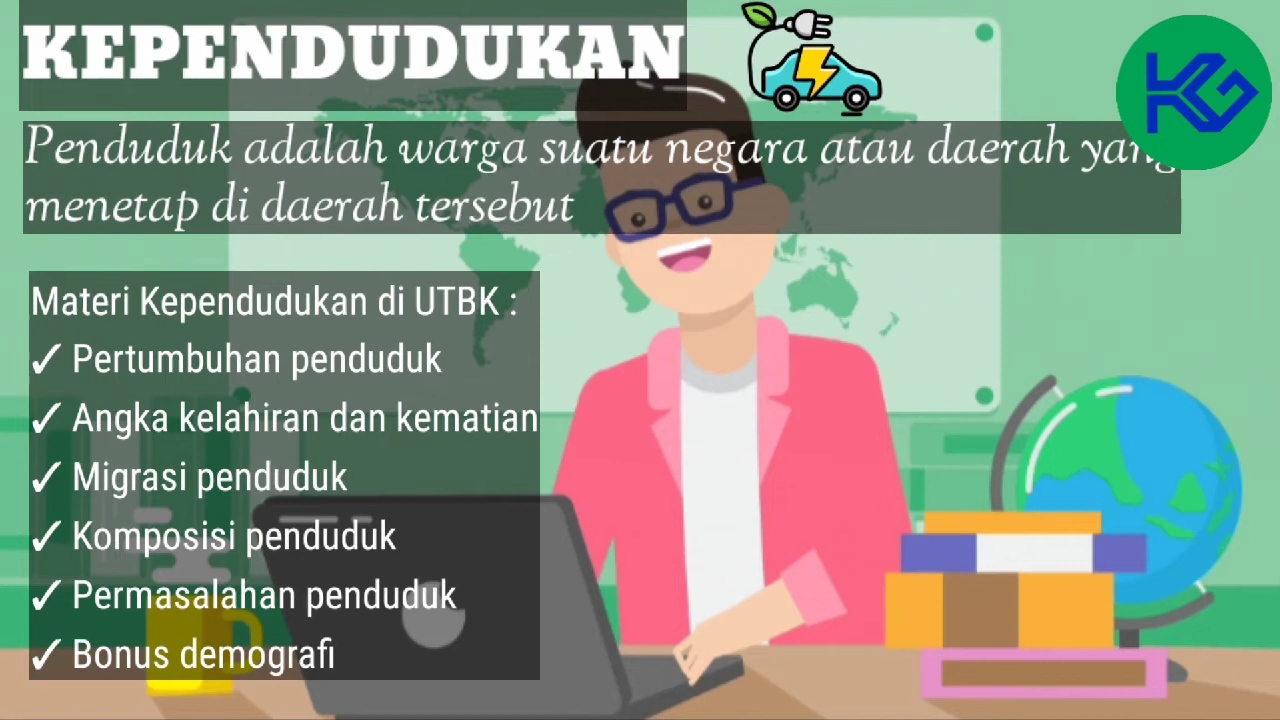 KEPENDUDUKAN
Penduduk adalah warga suatu negara atau daerah yang
menetap di daerah tersebut
Materi Kependudukan di UTBK :
✓ Pertumbuhan penduduk
✓ Angka kelahiran dan kematian
✓ Migrasi penduduk
✓ Komposisi penduduk
✓ Permasalahan penduduk
✓ Bonus demografi
KG